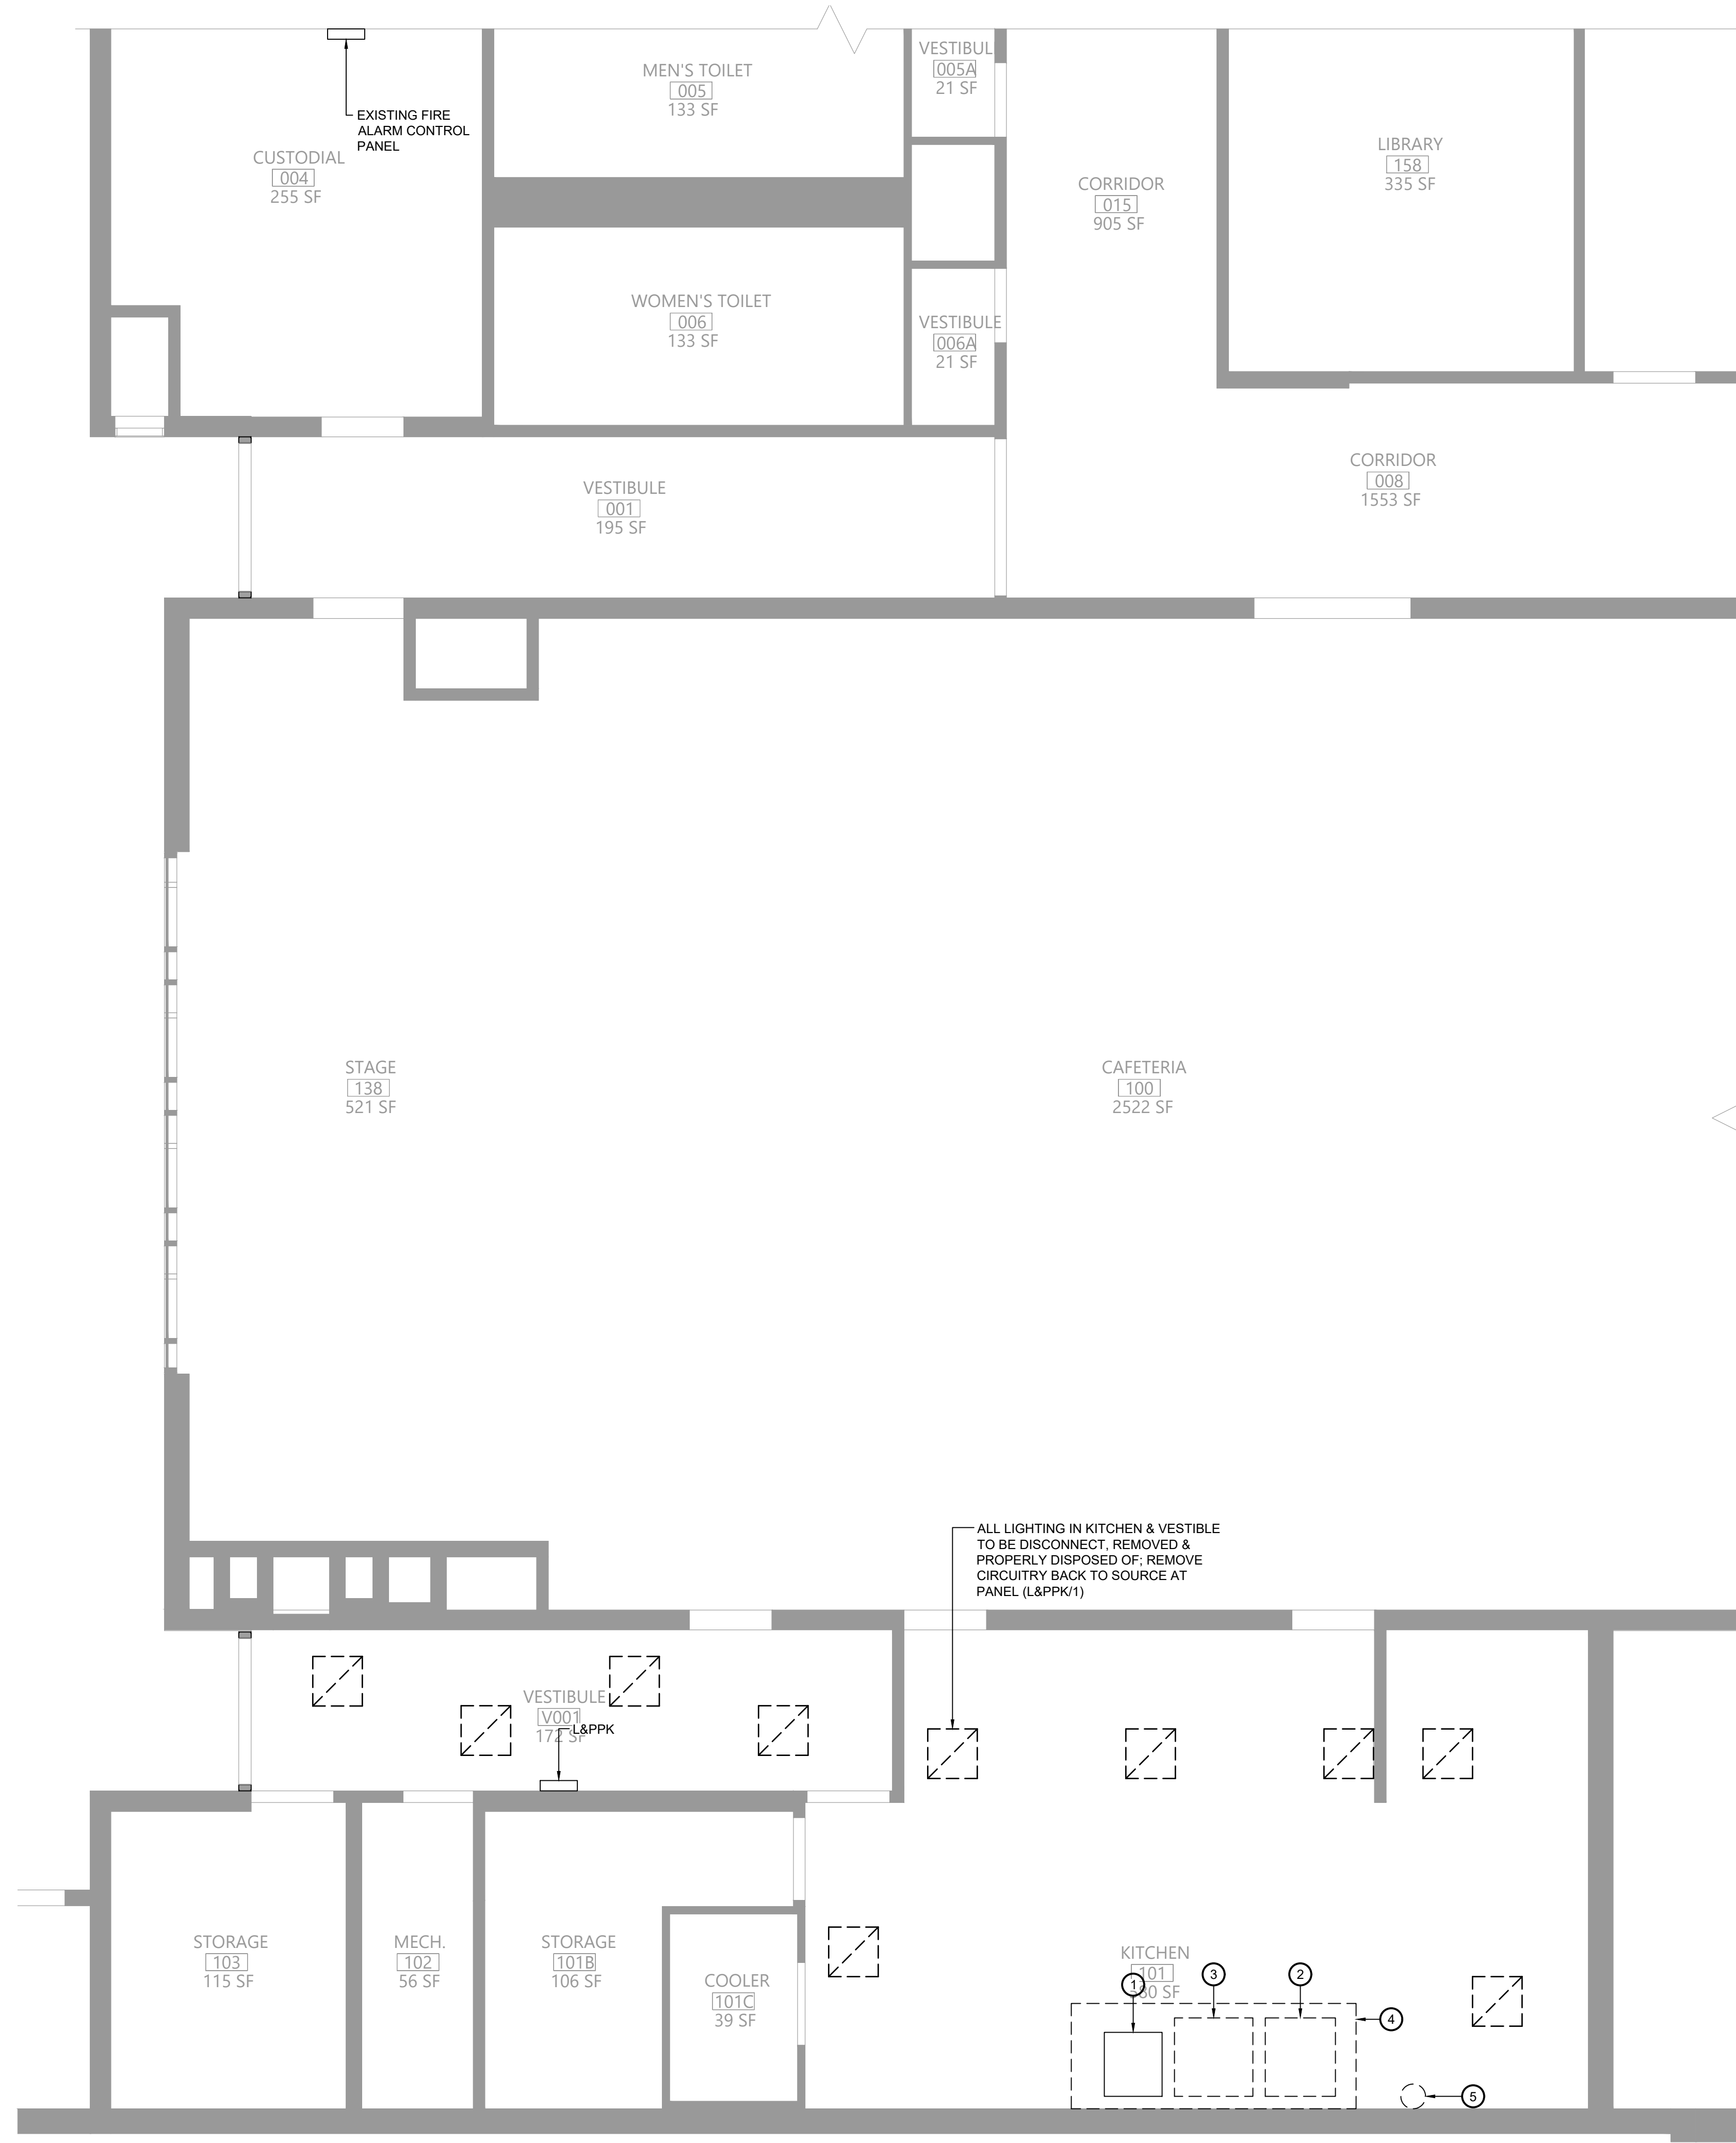 VESTIBUL
005A
21 SF
MEN'S TOILET
005
133 SF
EXISTING FIRE
ALARM CONTROL
PANEL
CUSTODIAL
004
255 SF
LIBRARY
158
335 SF
CORRIDOR
015
905 SF
WOMEN'S TOILET
006
133 SF
VESTIBULE
006A
21 SF
CORRIDOR
008
1553 SF
VESTIBULE
001
195 SF
STAGE
138
521 SF
CAFETERIA
100
2522 SF
ALL LIGHTING IN KITCHEN & VESTIBLE
TO BE DISCONNECT, REMOVED &
PROPERLY DISPOSED OF; REMOVE
CIRCUITRY BACK TO SOURCE AT
PANEL (L&PPK/1)
VESTIBULE
V001
172 SF
L&PPK
STORAGE
103
115 SF
MECH.
102
56 SF
STORAGE
101B
106 SF
COOLER
101C
39 SF
KITCHEN
101
SF
1
3
2
4
5